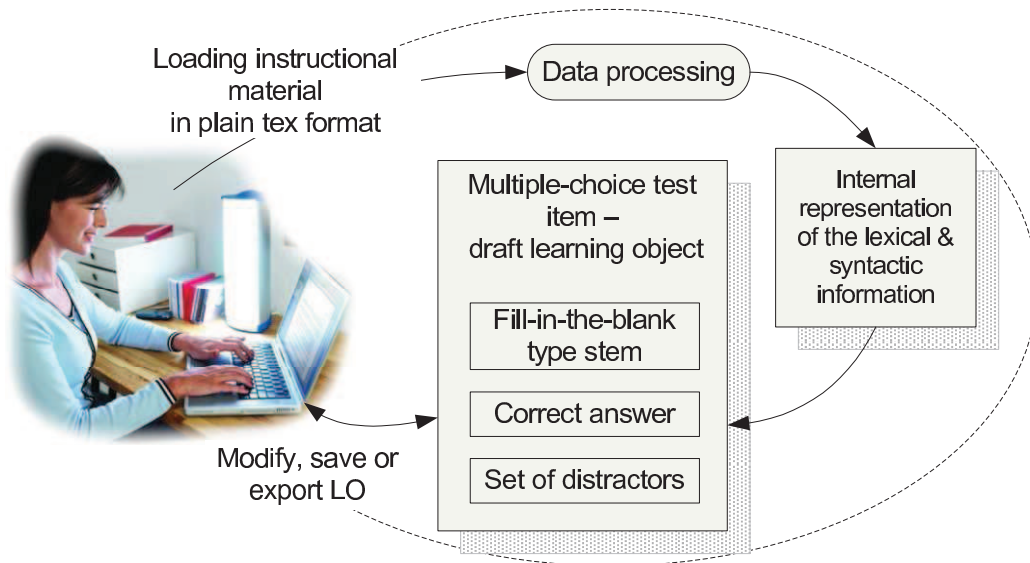 Loading instructional
material
in plain tex format
Data processing
Internal
representation
of the lexical &
syntactic
information
Multiple-choice test
item –
draft learning object
Fill-in-the-blank
type stem
Correct answer
Set of distractors
Modify, save or
export LO